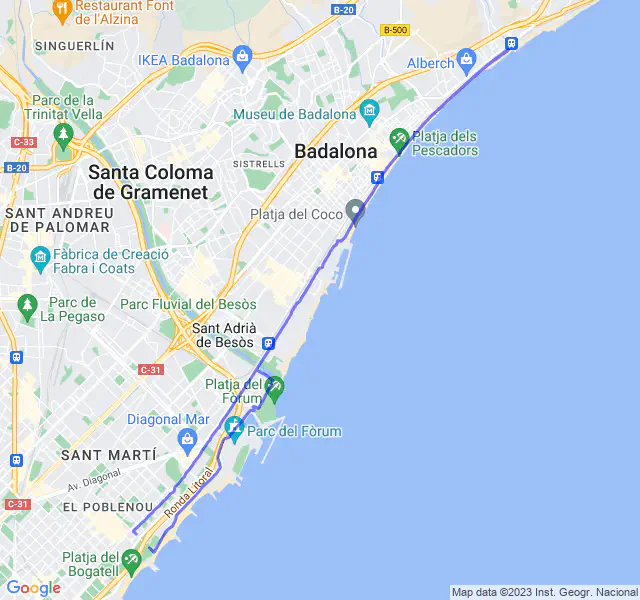 Restaurant Font
de l'Alzina
B-20
SINGUERLÍN
B-500
IKEA Badalona
Alberch
Parc de la
Trinitat Vella
Museu de Badalona
C-33
Badalona
Platja dels
Pescadors
B-20
SISTRELLS
Santa Coloma
de Gramenet
SANT ANDREU
DE PALOMAR
Platja del Coco
Fàbrica de Creació
Fabra i Coats
Parc de
La Pegaso
Parc Fluvial del Besòs
Sant Adrià
de Besòs
C-31
Platja del
Fòrum
Diagonal Mar
Parc del Fòrum
SANT MARTÍ
Av. Diagonal
Ronda Litoral
C-31
EL POBLENOU
Platja del
Bogatell
Google
Map data ©2023 Inst. Geogr. Nacional